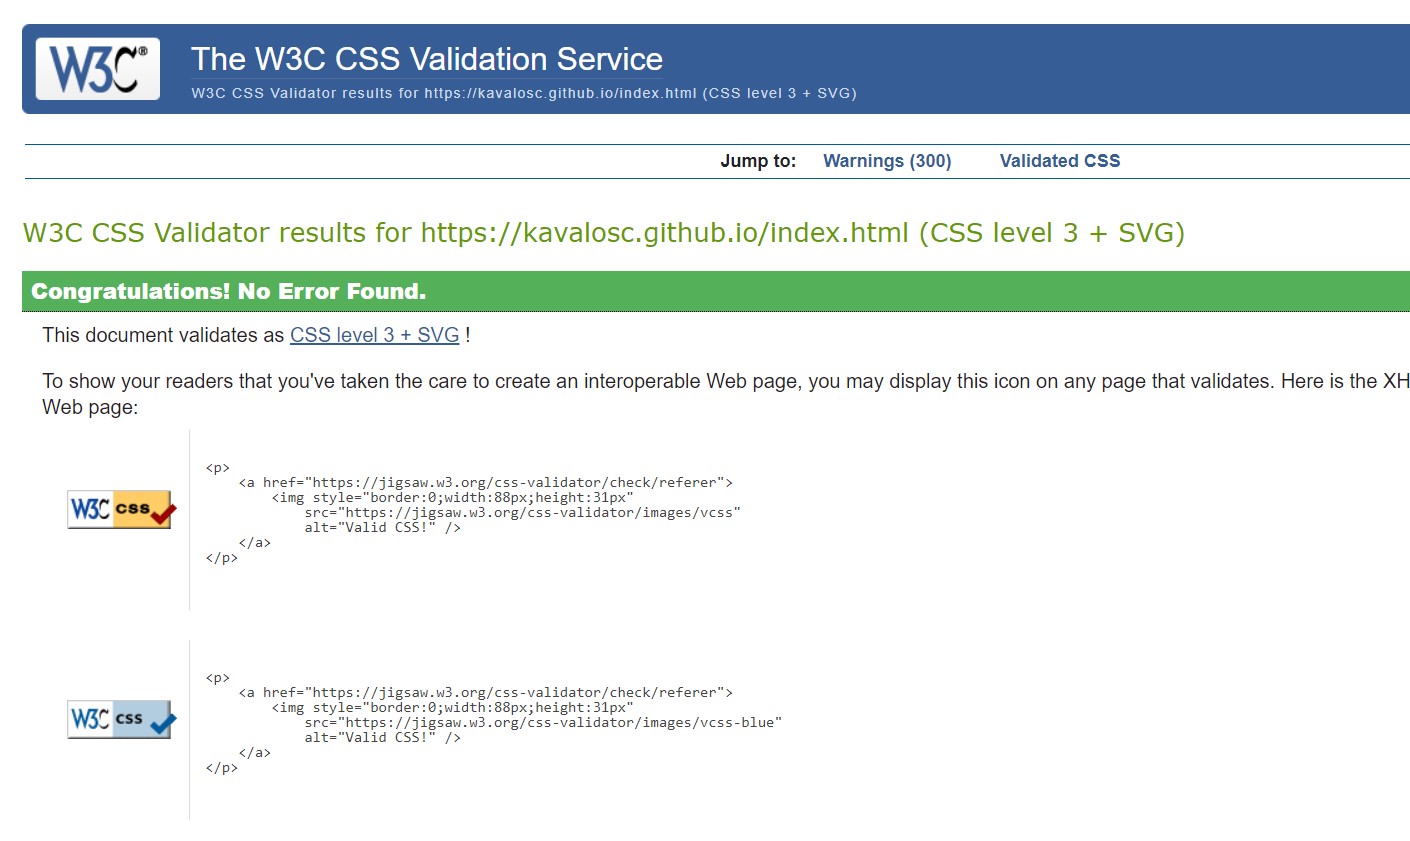 W3C®
The W3C CSS Validation Service
W3C CSS Validator results for https://kavalosc.github.io/index.html (CSS level 3 + SVG)
Jump to: Warnings (300) Validated CSS
W3C CSS Validator results for https://kavalosc.github.io/index.html (CSS level 3 + SVG)
Congratulations! No Error Found.
This document validates as CSS level 3 + SVG !
To show your readers that you've taken the care to create an interoperable Web page, you may display this icon on any page that validates. Here is the XH
Web page:
W3C css
<p>
<a href="https://jigsaw.w3.org/css-validator/check/referer">
<img style="border:0;width:88px;height:31px"
src="https://jigsaw.w3.org/css-validator/images/vcss"
alt="Valid CSS!" />
</a>
</p>
W3C css
<p>
<a href="https://jigsaw.w3.org/css-validator/check/referer">
<img style="border:0;width:88px;height:31px"
src="https://jigsaw.w3.org/css-validator/images/vcss-blue"
alt="Valid CSS!" />
</a>
</p>